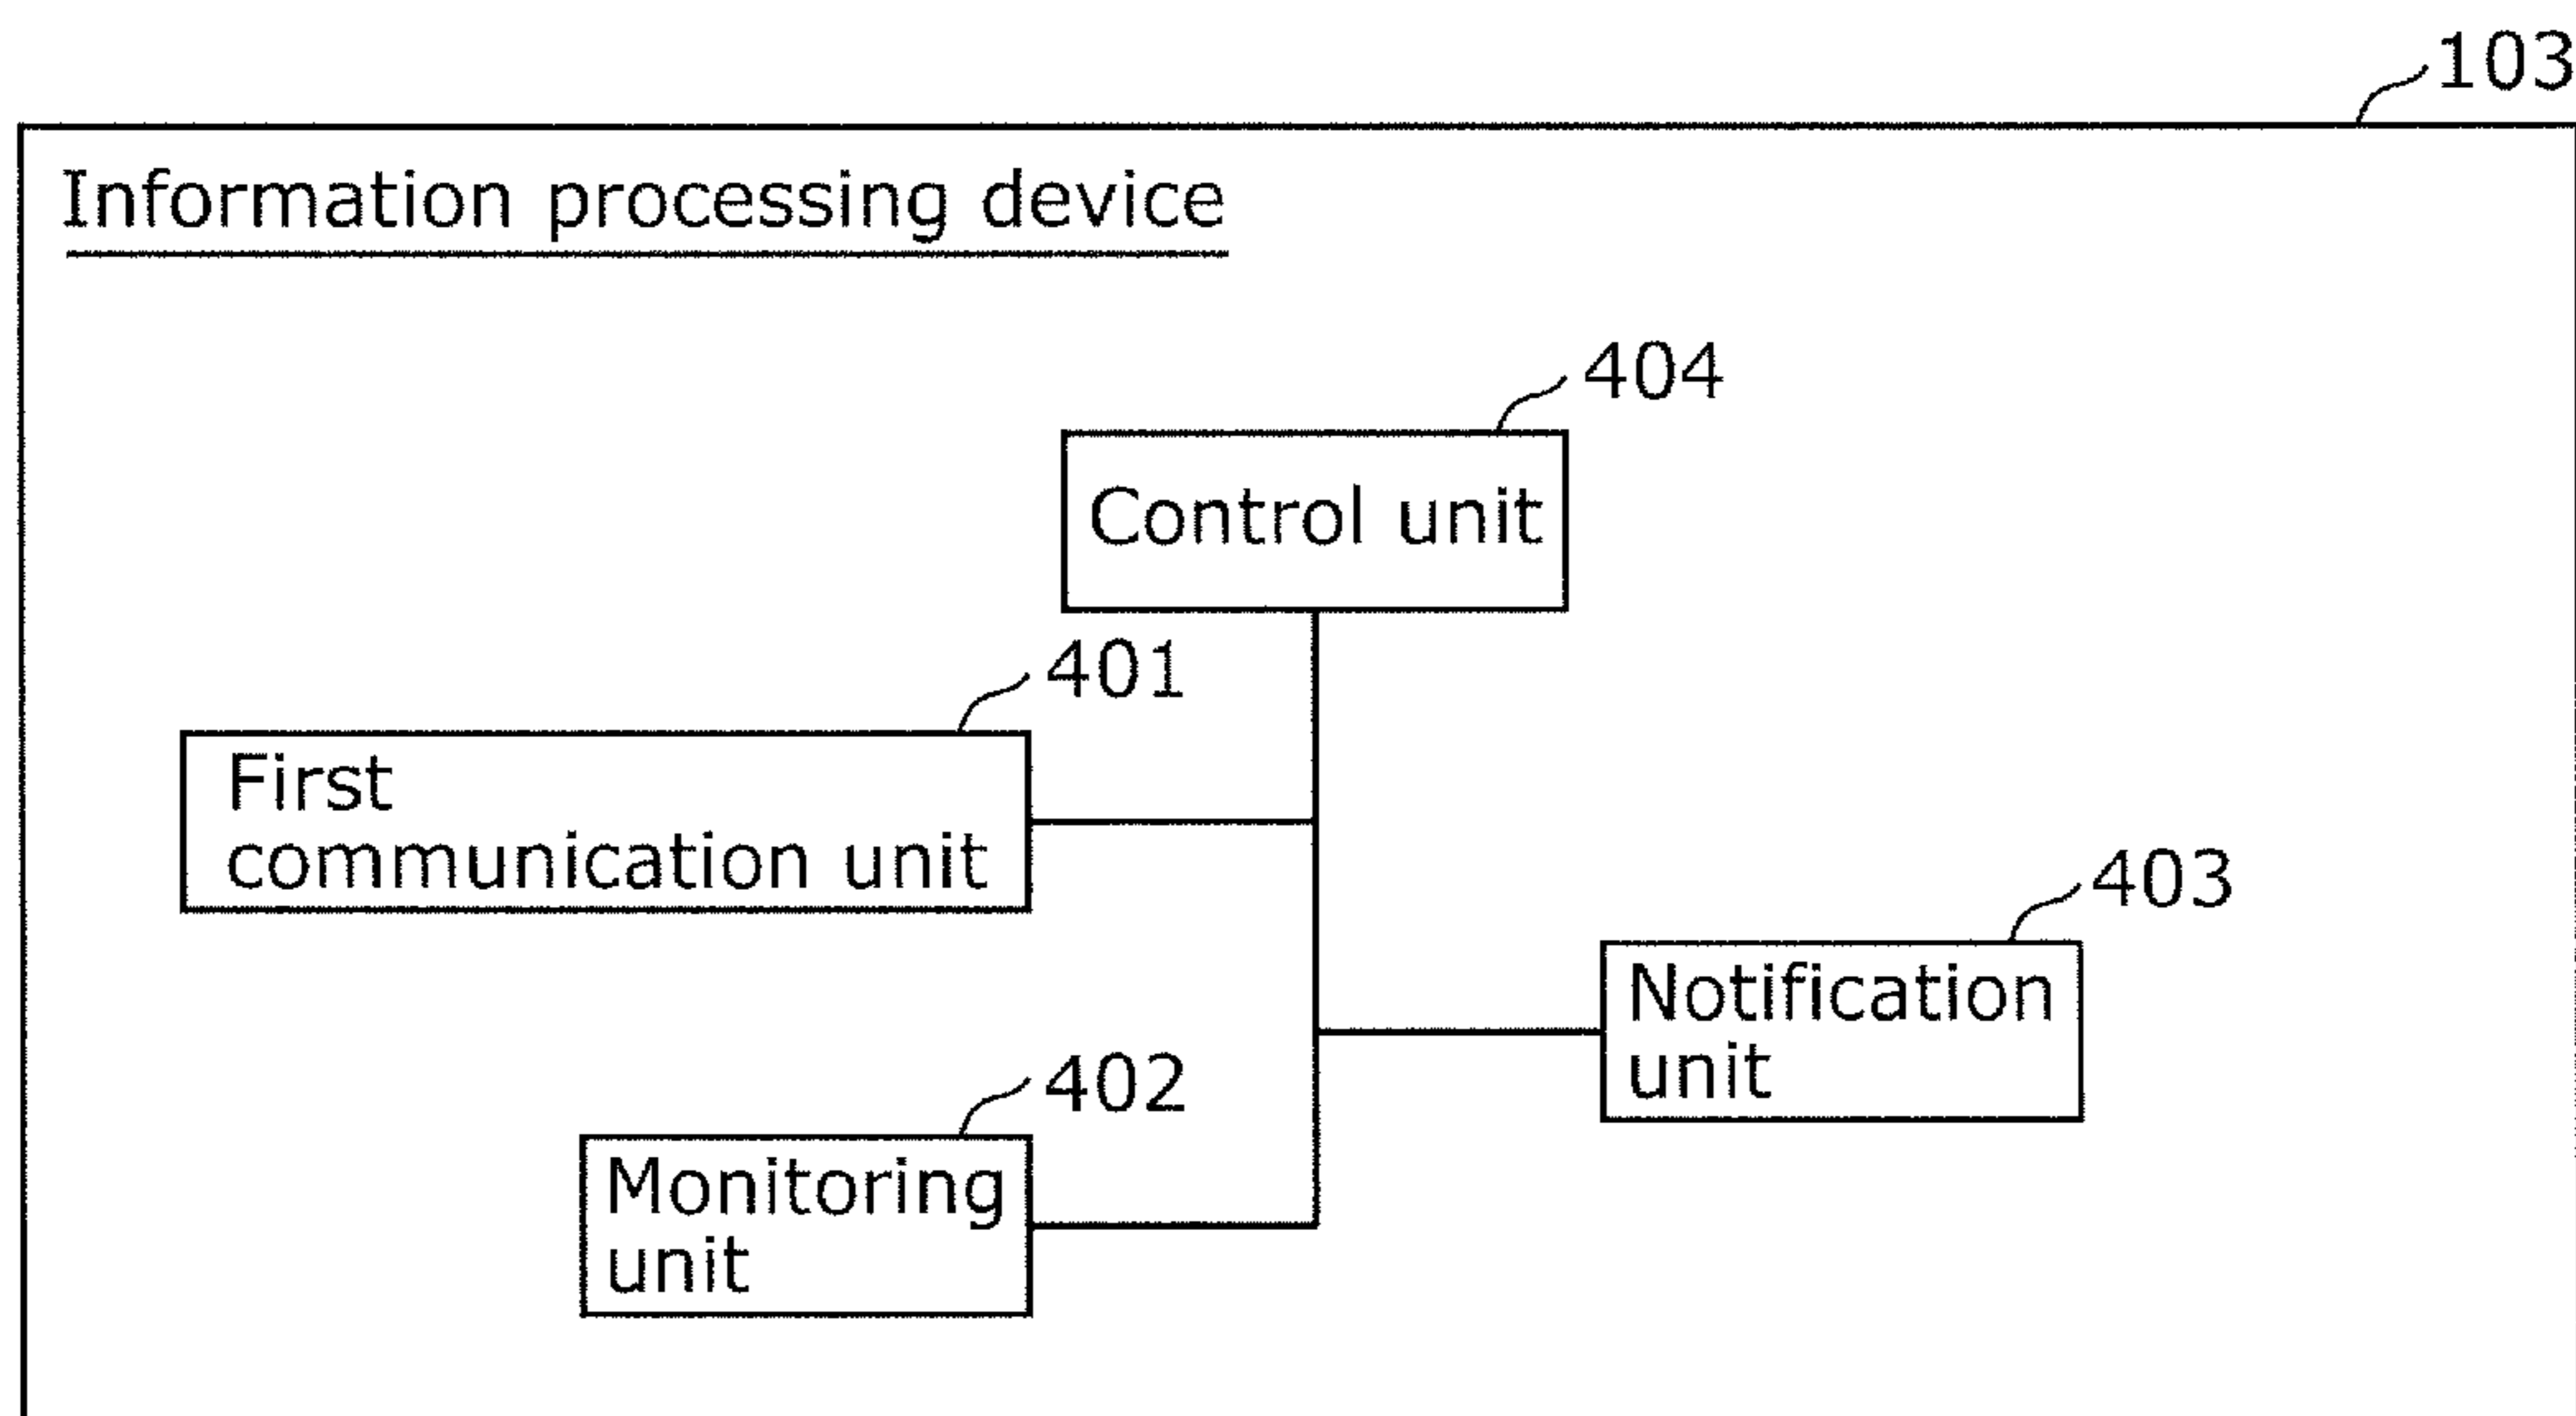 103
Information processing device
404
Control unit
401
First
communication unit
403
Notification
unit
402
Monitoring
unit